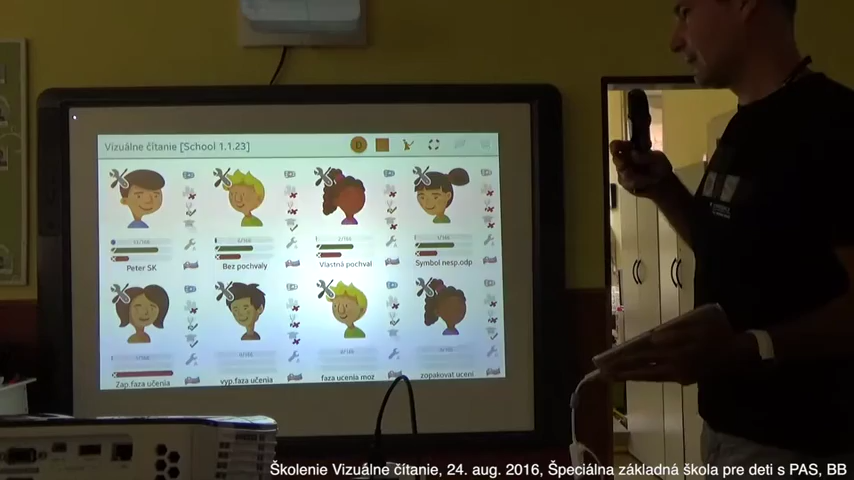 Vizuálne čítanie [School 1.1.23]
D
Peter SK
Bez pochvaly
Vlastná pochval
Symbol nesp.odp
Zap.faza učenia
vyp.faza učenia
faza ucenia moz
zopakovat uceni
Školenie Vizuálne čítanie, 24. aug. 2016, Špeciálna základná škola pre deti s PAS, BB